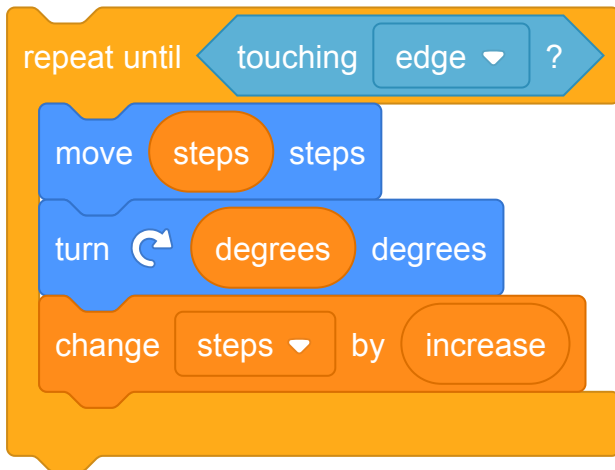 repeat until touching edge ?
move steps steps
turn degrees degrees
change steps by increase